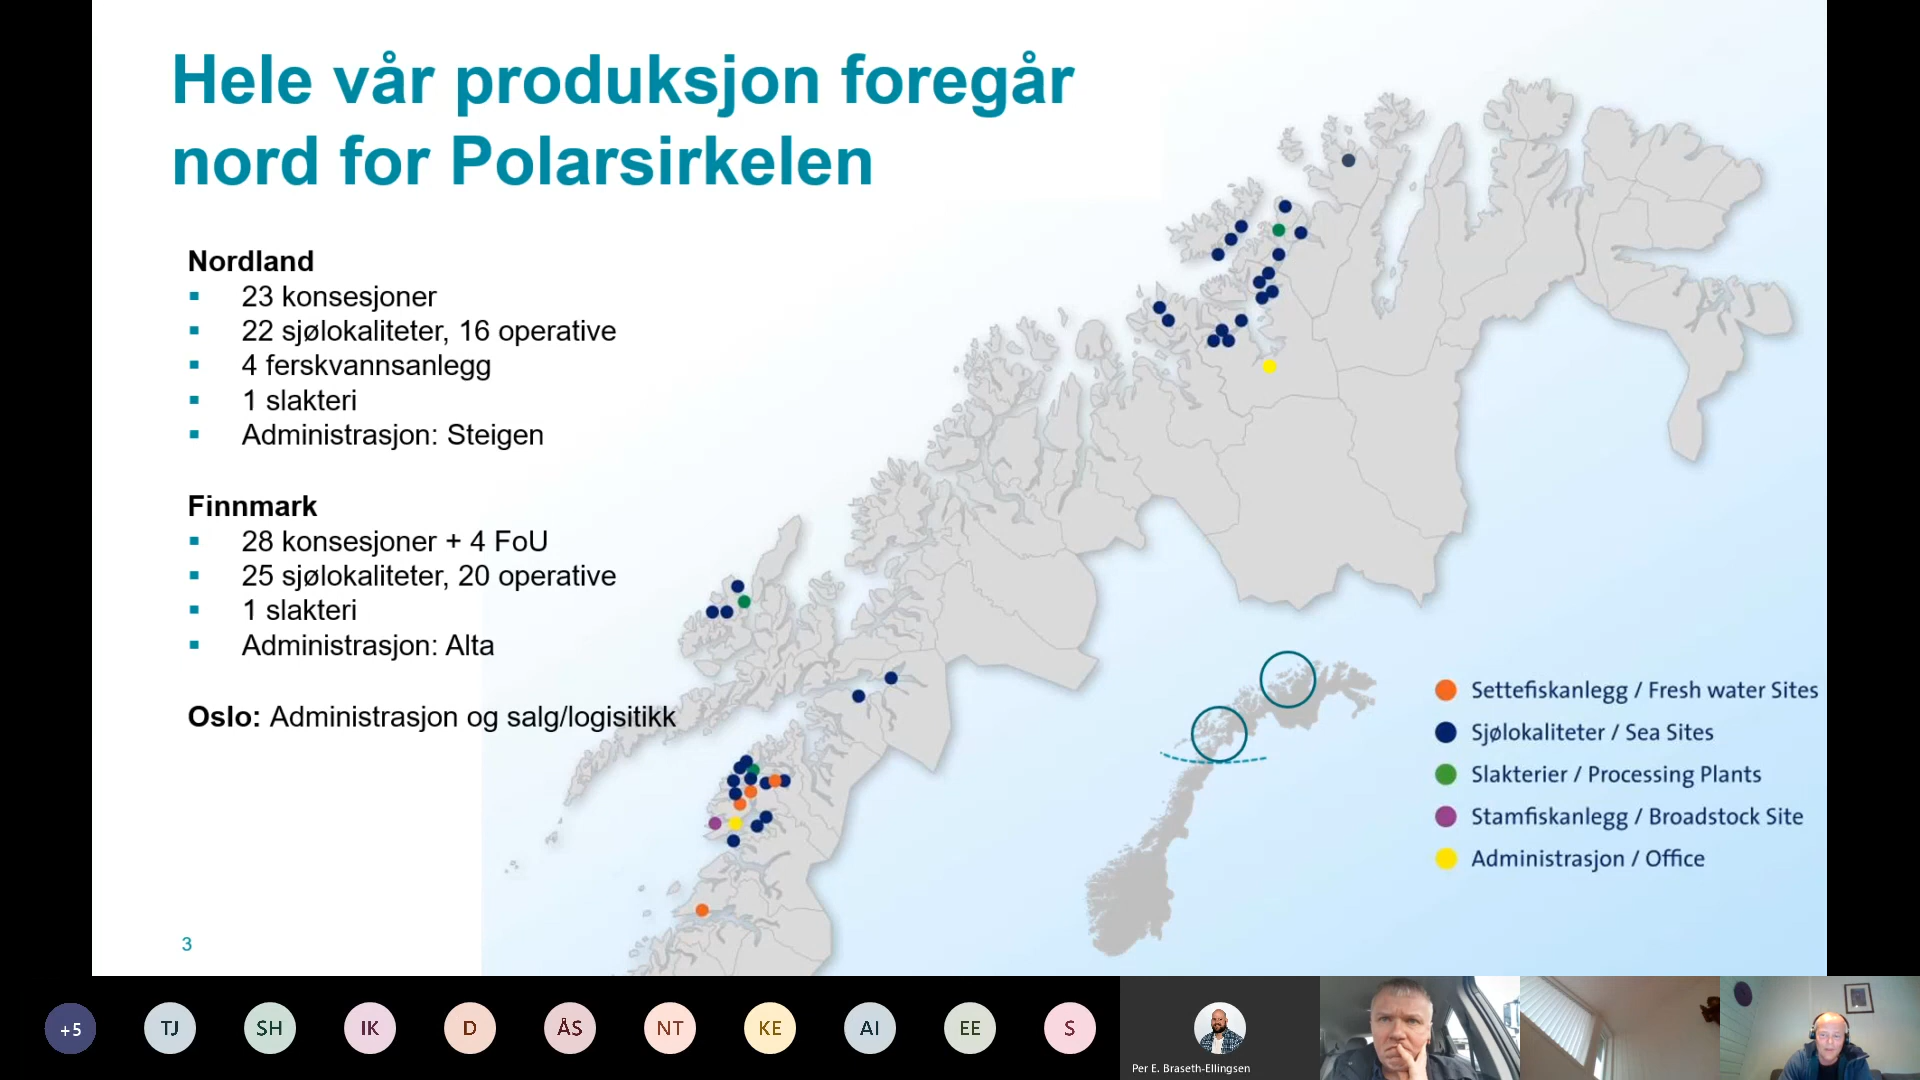 Hele vår produksjon foregår
nord for Polarsirkelen
Nordland
▪ 23 konsesjoner
▪ 22 sjølokaliteter, 16 operative
▪ 4 ferskvannsanlegg
▪ 1 slakteri
▪ Administrasjon: Steigen
Finnmark
▪ 28 konsesjoner + 4 FoU
▪ 25 sjølokaliteter, 20 operative
▪ 1 slakteri
▪ Administrasjon: Alta
Oslo: Administrasjon og salg/logisitikk
Settefiskanlegg / Fresh water Sites
Sjølokaliteter / Sea Sites
Slakterier / Processing Plants
Stamfiskanlegg / Broadstock Site
Administrasjon / Office
3
+5
TJ
SH
IK
D
ÅS
NT
KE
AI
EE
S
Per E. Braseth-Ellingsen